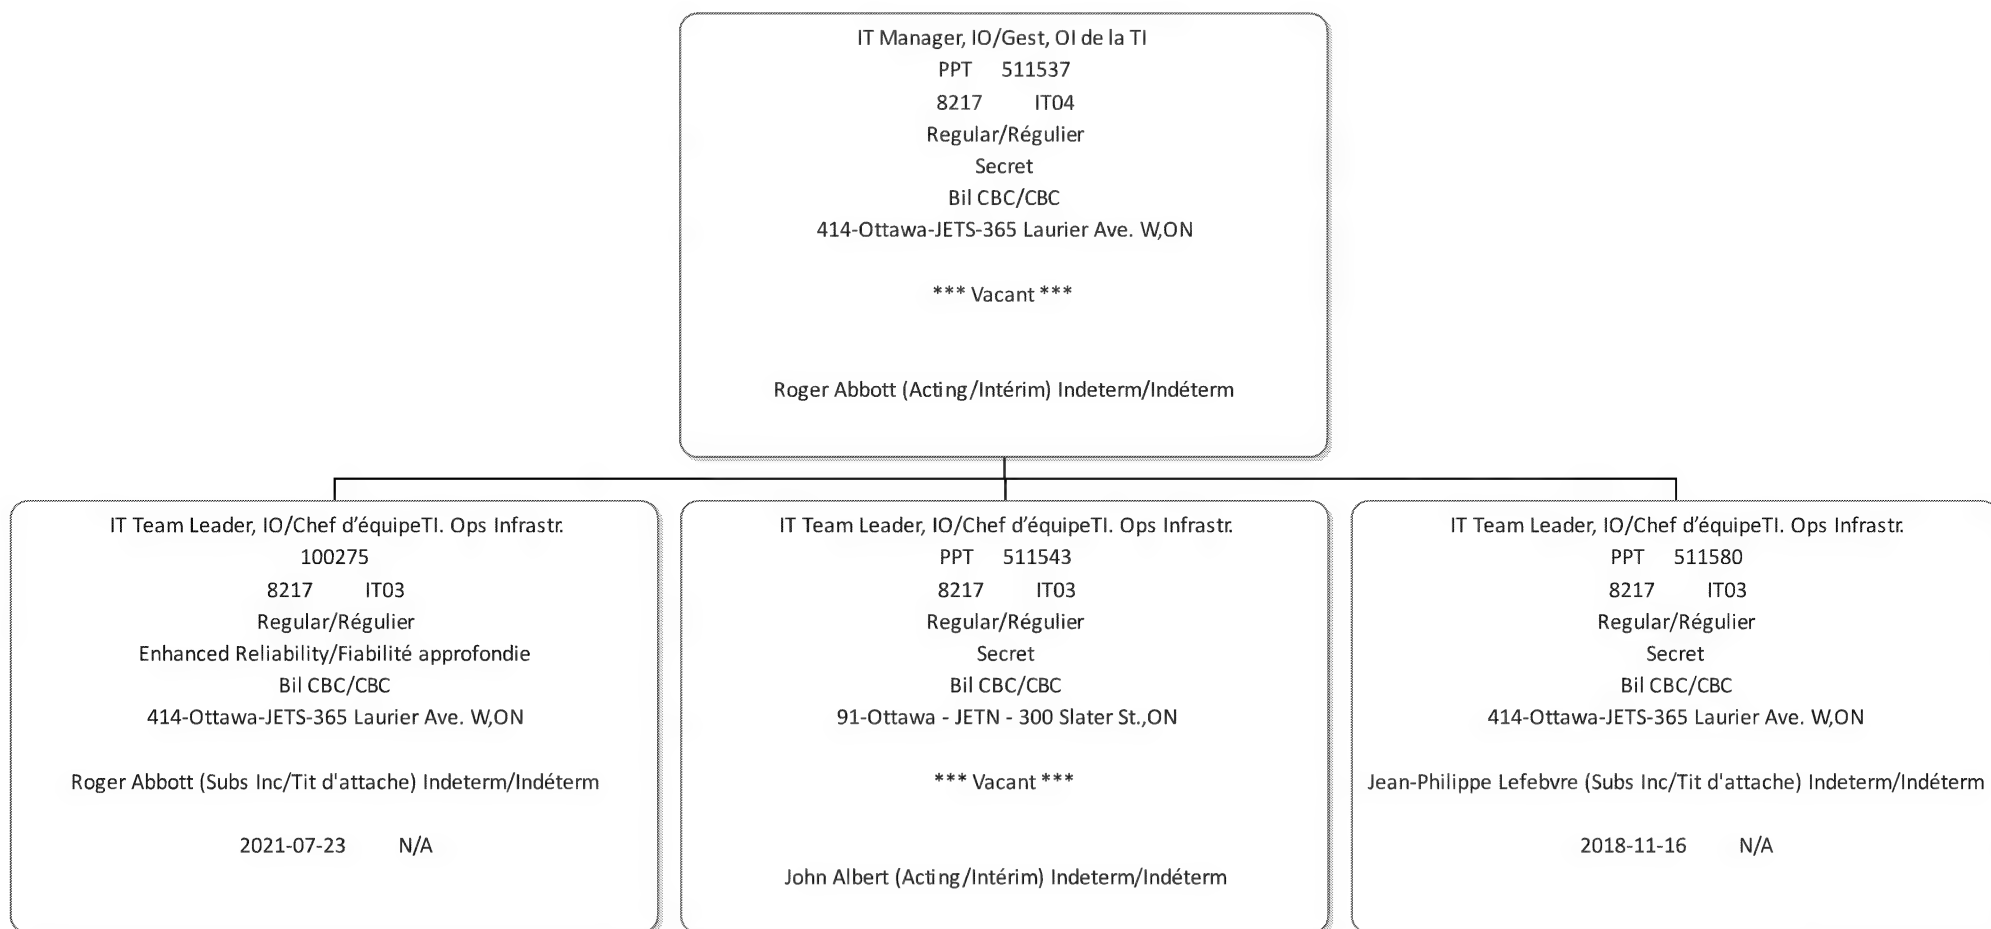 IT Manager, IO/Gest, OI de la TI
PPT 511537
8217 IT04
Regular/Régulier
Secret
Bil CBC/CBC
414-Ottawa-JETS-365 Laurier Ave. W,ON
*** Vacant ***
Roger Abbott (Acting/Intérim) Indeterm/Indéterm
IT Team Leader, IO/Chef d’équipeTI. Ops Infrastr.
100275
8217 IT03
Regular/Régulier
Enhanced Reliability/Fiabilité approfondie
Bil CBC/CBC
414-Ottawa-JETS-365 Laurier Ave. W,ON
Roger Abbott (Subs Inc/Tit d'attache) Indeterm/Indéterm
2021-07-23 N/A
IT Team Leader, IO/Chef d’équipeTI. Ops Infrastr.
PPT 511543
8217 IT03
Regular/Régulier
Secret
Bil CBC/CBC
91-Ottawa - JETN - 300 Slater St.,ON
*** Vacant ***
John Albert (Acting/Intérim) Indeterm/Indéterm
IT Team Leader, IO/Chef d’équipeTI. Ops Infrastr.
PPT 511580
8217 IT03
Regular/Régulier
Secret
Bil CBC/CBC
414-Ottawa-JETS-365 Laurier Ave. W,ON
Jean-Philippe Lefebvre (Subs Inc/Tit d'attache) Indeterm/Indéterm
2018-11-16 N/A